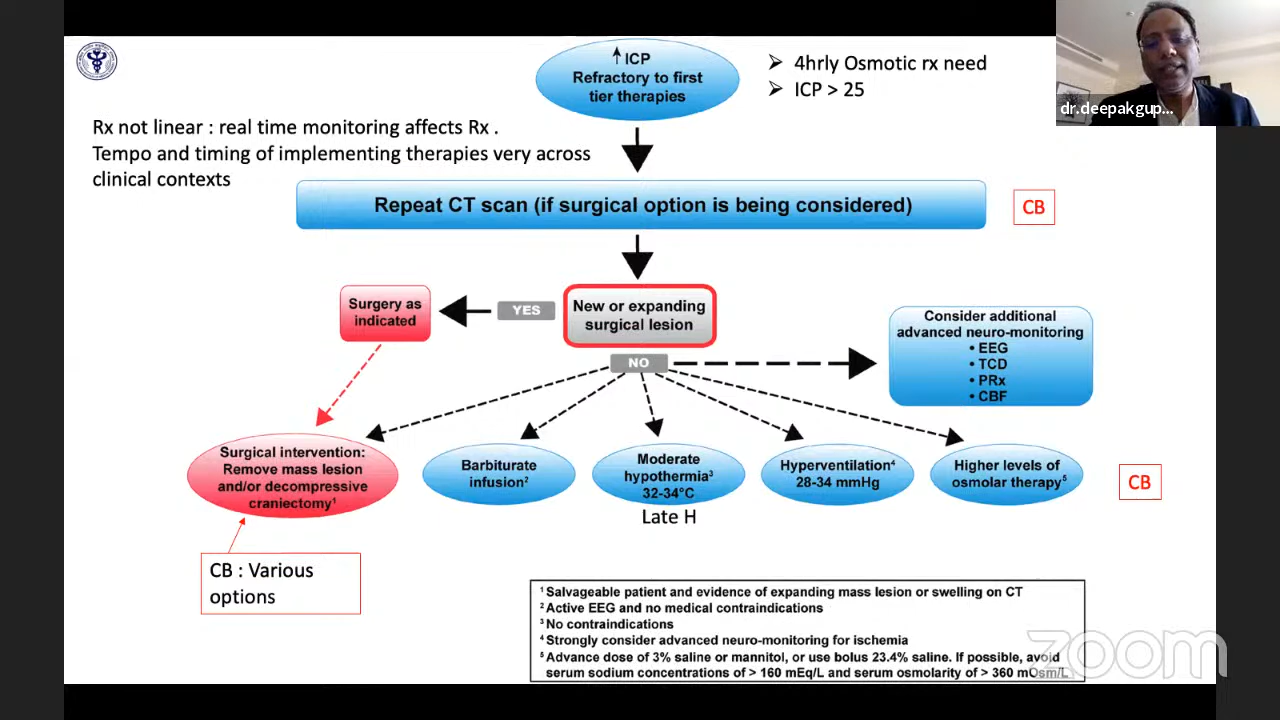 ↑ICP
Refractory to first
tier therapies
➢ 4hrly Osmotic rx need
➢ ICP > 25
dr.deepakgup...
Rx not linear : real time monitoring affects Rx .
Tempo and timing of implementing therapies very across
clinical contexts
Repeat CT scan (if surgical option is being considered)
CB
Surgery as
indicated
YES
New or expanding
surgical lesion
NO
Consider additional
advanced neuro-monitoring
• EEG
• TCD
• PRx
• CBF
Surgical intervention:
Remove mass lesion
and/or decompressive
craniectomy¹
Barbiturate
infusion²
Moderate
hypothermia³
32-34°C
Late H
Hyperventilation⁴
28-34 mmHg
Higher levels of
osmolar therapy⁵
CB
CB : Various
options
¹ Salvageable patient and evidence of expanding mass lesion or swelling on CT
² Active EEG and no medical contraindications
³ No contraindications
⁴ Strongly consider advanced neuro-monitoring for ischemia
⁵ Advance dose of 3% saline or mannitol, or use bolus 23.4% saline. If possible, avoid
serum sodium concentrations of > 160 mEq/L and serum osmolarity of > 360 mOsm/L
zoom